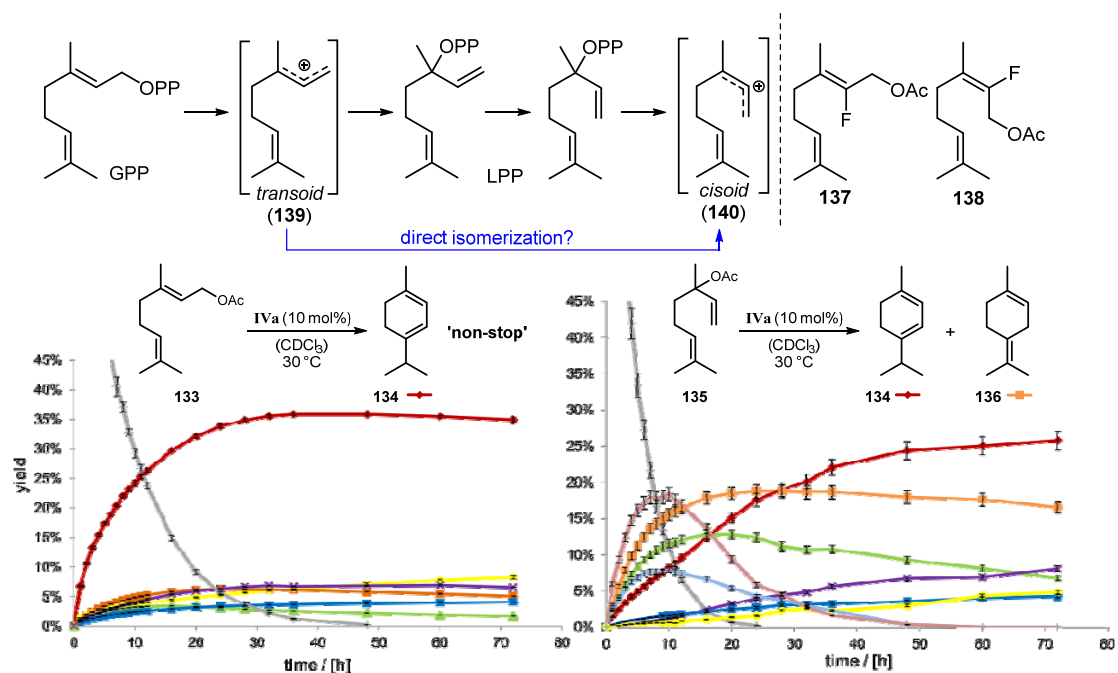 OPP
GPP
transoid
(139)
OPP
LPP
OPP
cisoid
(140)
OAc
F
137
F
OAc
138
direct isomerization?
OAc
133
IVa (10 mol%)
(CDCl3)
30 °C
'non-stop'
134
OAc
135
IVa (10 mol%)
(CDCl3)
30 °C
+
134
136
45%
40%
35%
30%
25%
20%
15%
10%
5%
0%
yield
0
10
20
30
40
50
60
70
80
time / [h]
45%
40%
35%
30%
25%
20%
15%
10%
5%
0%
0
10
20
30
40
50
60
70
80
time / [h]